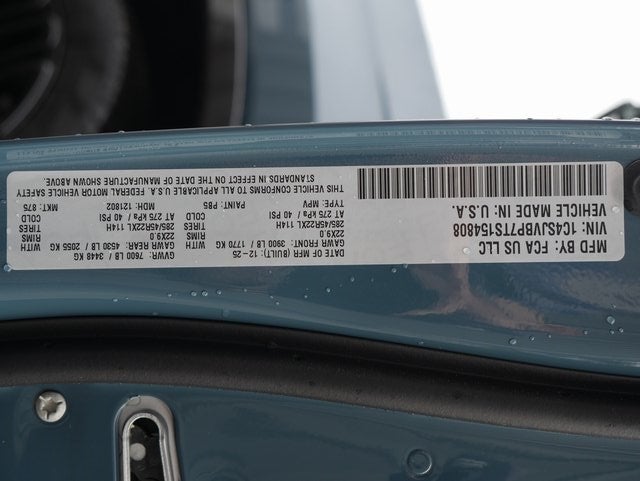 MFD BY: FCA US LLC
DATE OF MFR (BUILT): 12-25
GVWR: 7600 LB / 3448 KG
VIN: 1C4SJVBP7TS154808
GAWR FRONT: 3900 LB / 1770 KG
GAWR REAR: 4530 LB / 2055 KG
WITH
22X9.0
RIMS WITH
22X9.0
RIMS
VEHICLE MADE IN: U.S.A.
285/45R22XL 114H
TIRES
285/45R22XL 114H
TIRES
AT 275 kPa / 40 PSI
COLD
AT 275 kPa / 40 PSI
COLD
TYPE: MPV
PAINT: PB5
MDH: 121802
MKT: 875
THIS VEHICLE CONFORMS TO ALL APPLICABLE U.S.A. FEDERAL MOTOR VEHICLE SAFETY
STANDARDS, IN EFFECT ON THE DATE OF MANUFACTURE SHOWN ABOVE.